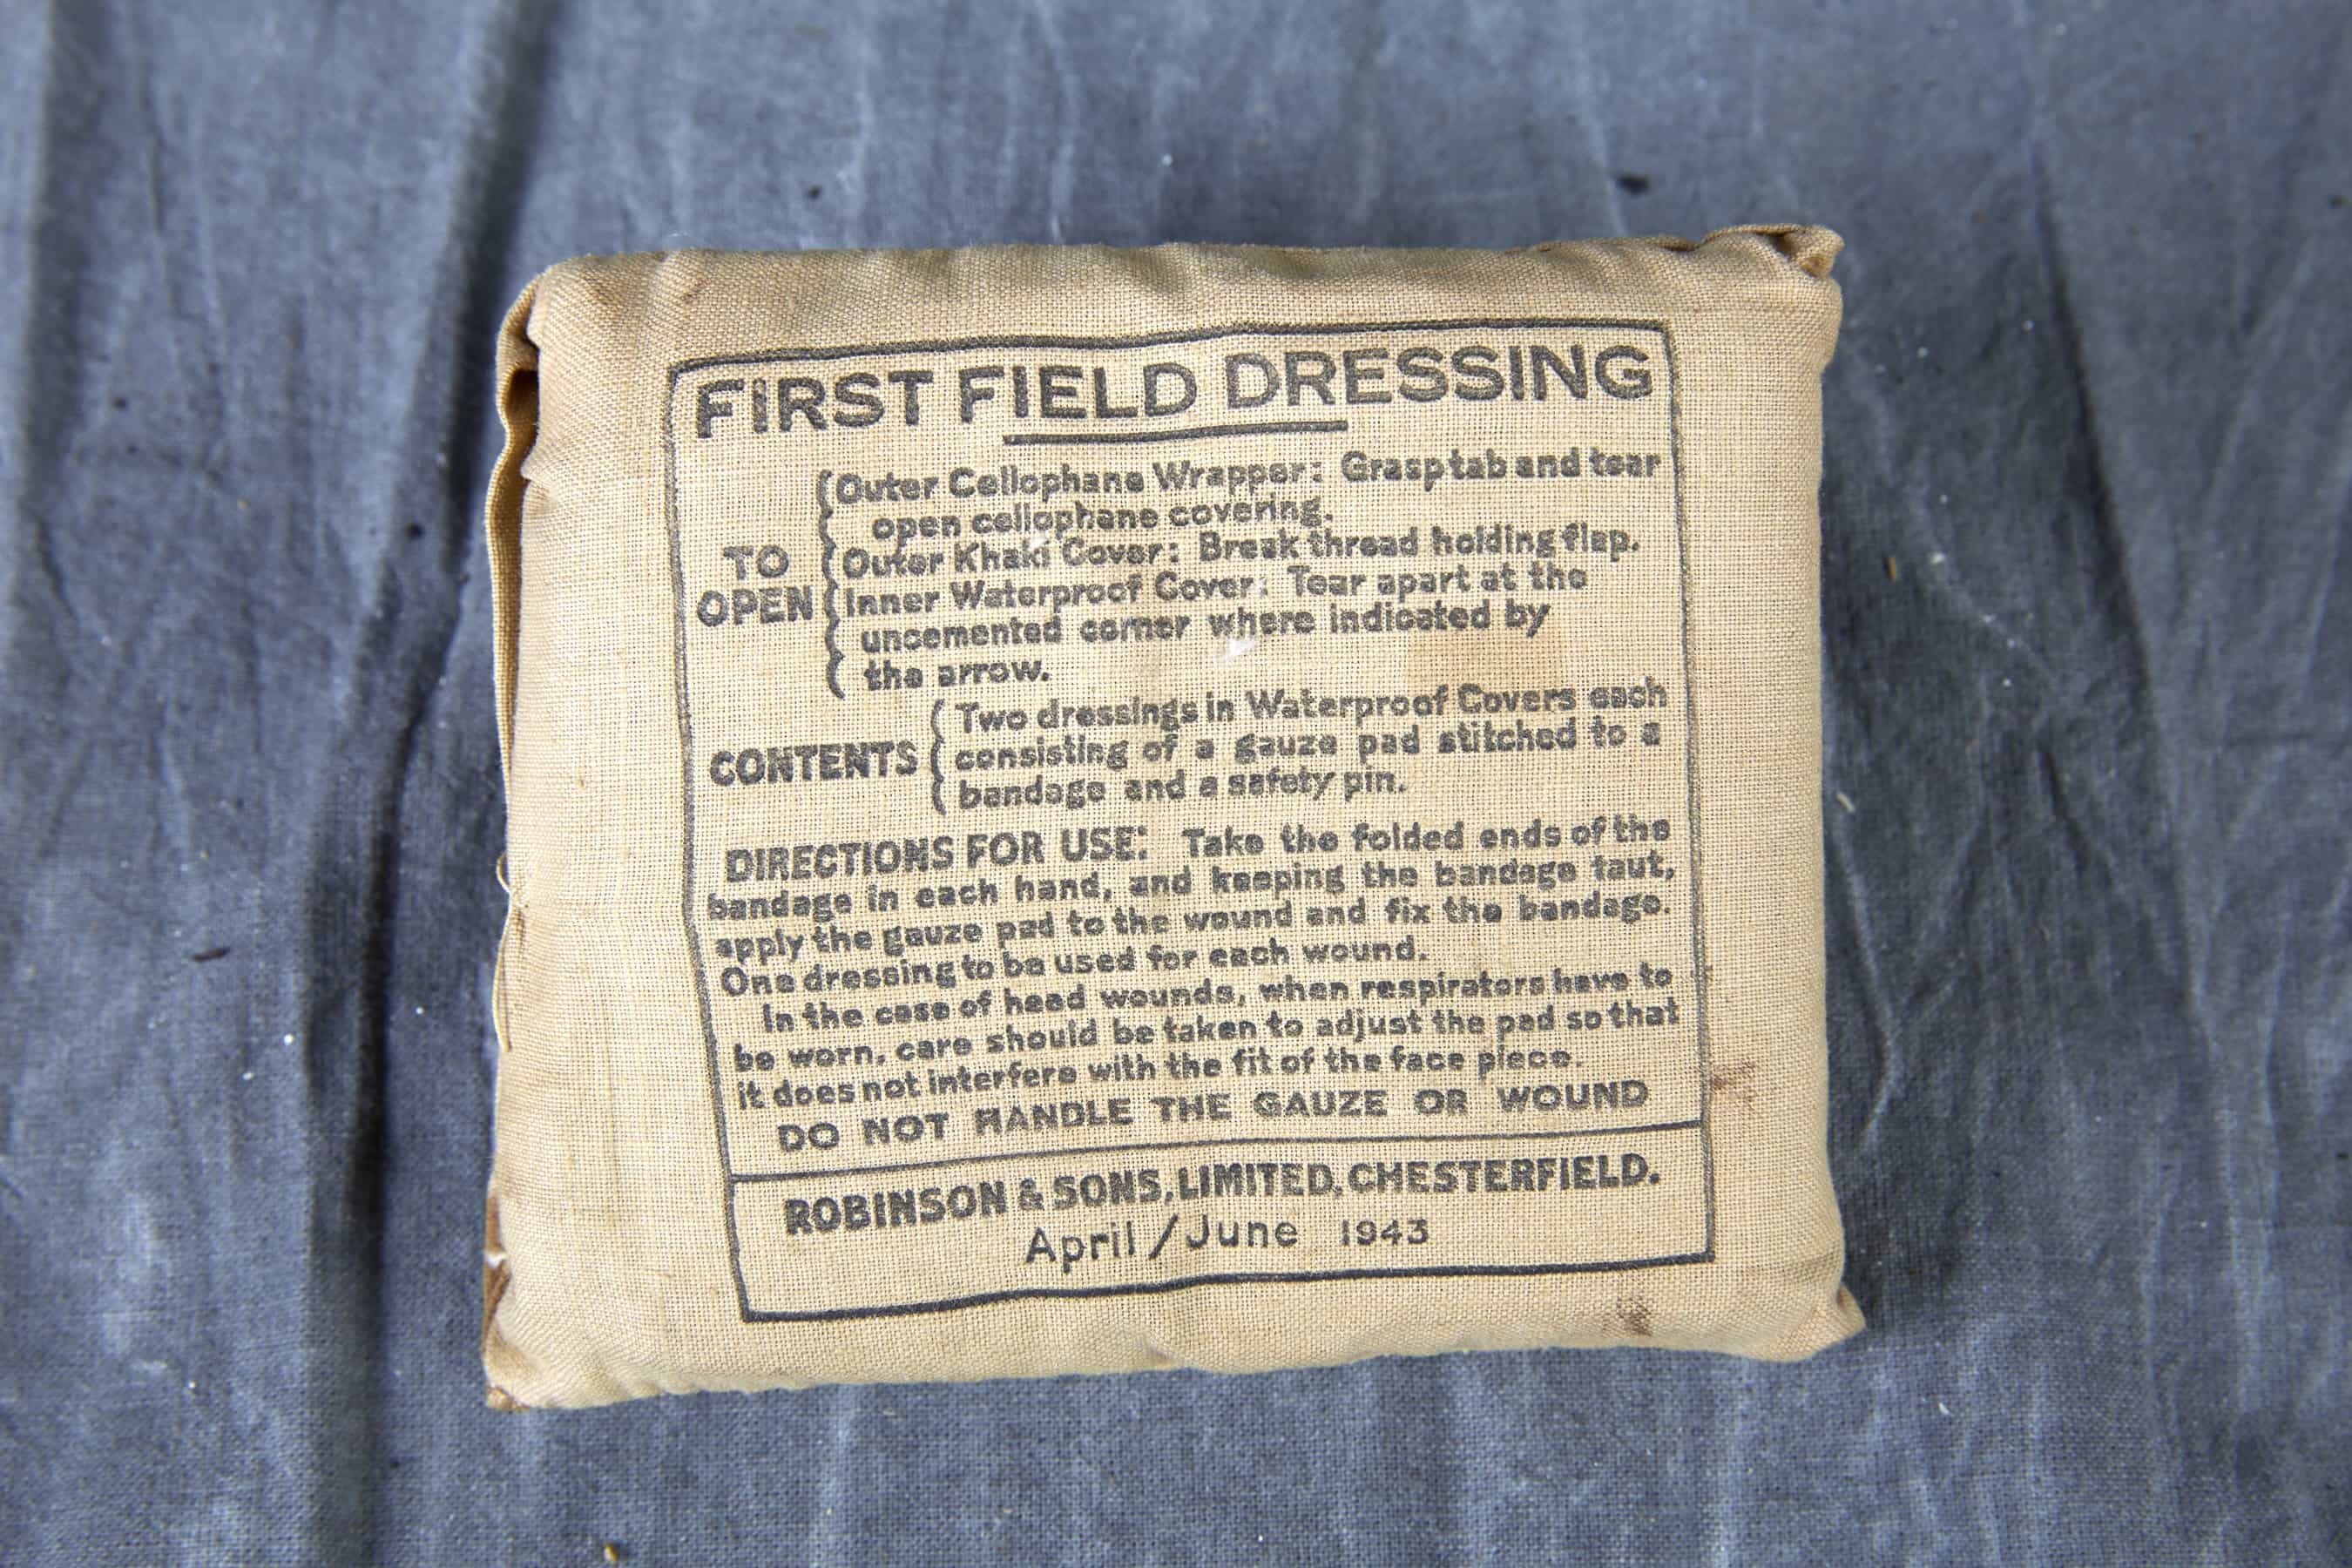 FIRST FIELD DRESSING
TO OPEN
Outer Cellophane Wrapper: Grasp tab and tear
open cellophane covering.
Outer Khaki Cover: Break thread holding flap.
Inner Waterproof Cover: Tear apart at the
uncemented corner where indicated by
the arrow.
CONTENTS
Two dressings in Waterproof Covers each
consisting of a gauze pad stitched to a
bandage and a safety pin.
DIRECTIONS FOR USE: Take the folded ends of the
bandage in each hand, and keeping the bandage taut,
apply the gauze pad to the wound and fix the bandage.
One dressing to be used for each wound.
In the case of head wounds, when respirators have to
be worn, care should be taken to adjust the pad so that
it does not interfere with the fit of the face piece.
DO NOT HANDLE THE GAUZE OR WOUND
ROBINSON & SONS, LIMITED, CHESTERFIELD.
April / June 1943